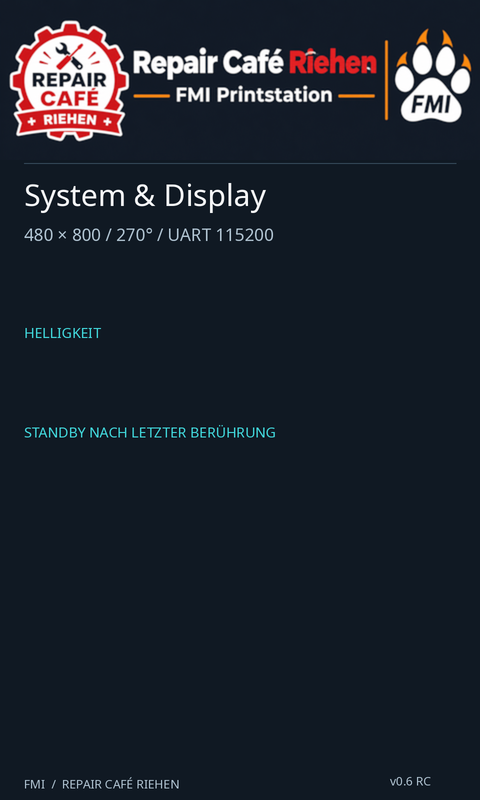 REPAIR
CAFÉ
+ RIEHEN +
Repair Café Riehen
FMI Printstation
FMI
System & Display
480 × 800 / 270° / UART 115200
HELLIGKEIT
STANDBY NACH LETZTER BERÜHRUNG
FMI / REPAIR CAFÉ RIEHEN
v0.6 RC